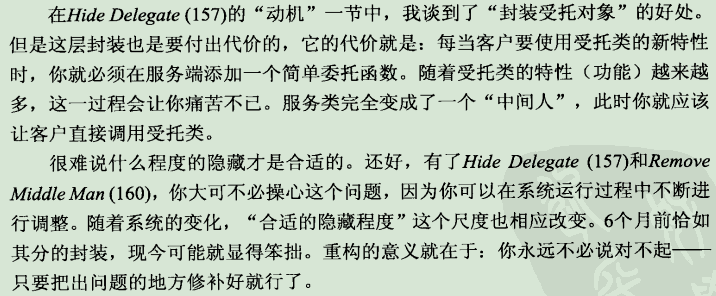 在Hide Delegate (157)的“动机”一节中，我谈到了“封装受托对象”的好处。
但是这层封装也是要付出代价的，它的代价就是：每当客户要使用受托类的新特性
时，你就必须在服务端添加一个简单委托函数。随着受托类的特性（功能）越来越
多，这一过程会让你痛苦不已。服务类完全变成了一个“中间人”，此时你就应该
让客户直接调用受托类。
很难说什么程度的隐藏才是合适的。还好，有了Hide Delegate (157)和Remove
Middle Man (160)，你大可不必操心这个问题，因为你可以在系统运行过程中不断进
行调整。随着系统的变化，“合适的隐藏程度”这个尺度也相应改变。6个月前恰如
其分的封装，现今可能就显得笨拙。重构的意义就在于：你永远不必说对不起——
只要把出问题的地方修补好就行了。